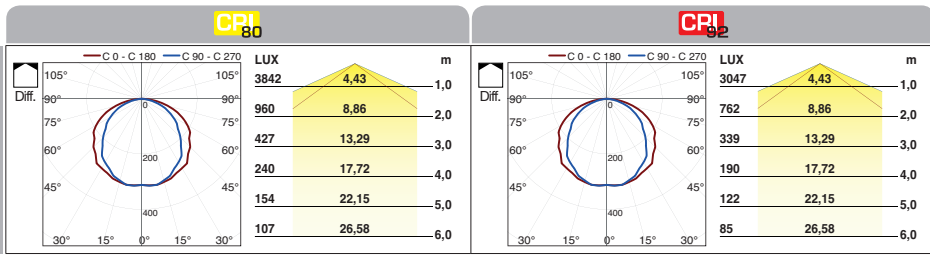 CRI 80
C 0 - C 180 C 90 - C 270
Diff.
105° 105°
90° 90°
75° 75°
60° 60°
45° 45°
30° 15° 0° 15° 30°
0
200
400
LUX m
3842 4,43 1,0
960 8,86 2,0
427 13,29 3,0
240 17,72 4,0
154 22,15 5,0
107 26,58 6,0
CRI 92
C 0 - C 180 C 90 - C 270
Diff.
105° 105°
90° 90°
75° 75°
60° 60°
45° 45°
30° 15° 0° 15° 30°
0
200
400
LUX m
3047 4,43 1,0
762 8,86 2,0
339 13,29 3,0
190 17,72 4,0
122 22,15 5,0
85 26,58 6,0